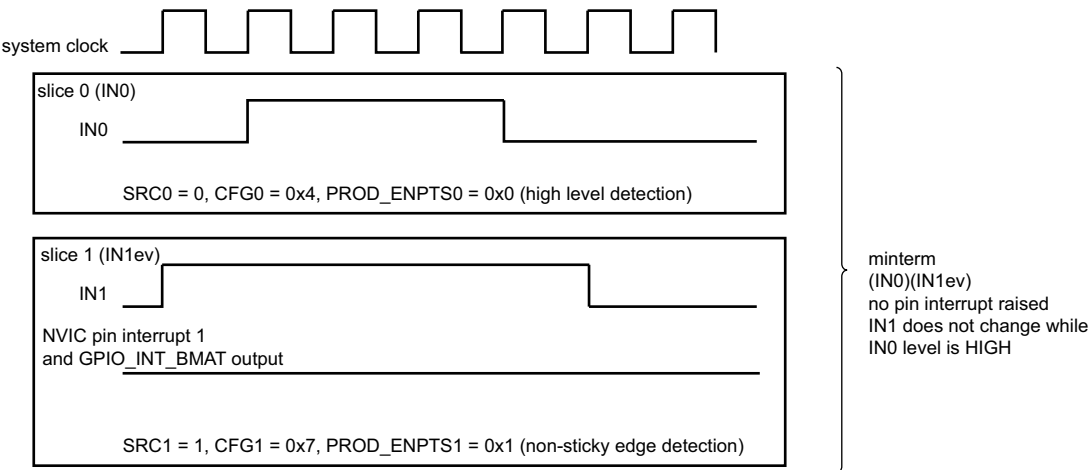 system clock
slice 0 (IN0)
IN0
SRC0 = 0, CFG0 = 0x4, PROD_ENPTS0 = 0x0 (high level detection)
slice 1 (IN1ev)
IN1
NVIC pin interrupt 1
and GPIO_INT_BMAT output
SRC1 = 1, CFG1 = 0x7, PROD_ENPTS1 = 0x1 (non-sticky edge detection)
minterm
(IN0)(IN1ev)
no pin interrupt raised
IN1 does not change while
IN0 level is HIGH